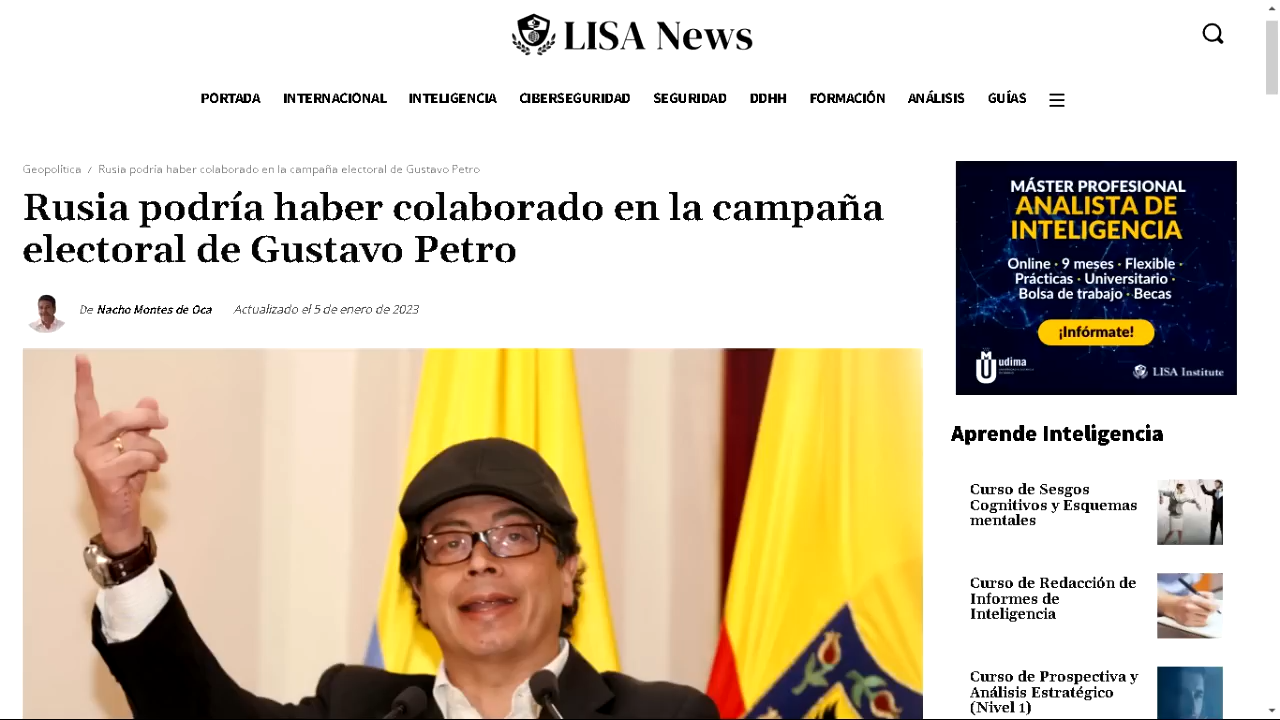 LISA News
PORTADA INTERNACIONAL INTELIGENCIA CIBERSEGURIDAD SEGURIDAD DDHH FORMACIÓN ANÁLISIS GUÍAS
Geopolítica / Rusia podría haber colaborado en la campaña electoral de Gustavo Petro
Rusia podría haber colaborado en la campaña
electoral de Gustavo Petro
De Nacho Montes de Oca Actualizado el 5 de enero de 2023
MÁSTER PROFESIONAL
ANALISTA DE
INTELIGENCIA
Online · 9 meses · Flexible ·
Prácticas · Universitario ·
Bolsa de trabajo · Becas
¡Infórmate!
udima
LISA Institute
Aprende Inteligencia
Curso de Sesgos
Cognitivos y Esquemas
mentales
Curso de Redacción de
Informes de
Inteligencia
Curso de Prospectiva y
Análisis Estratégico
(Nivel 1)